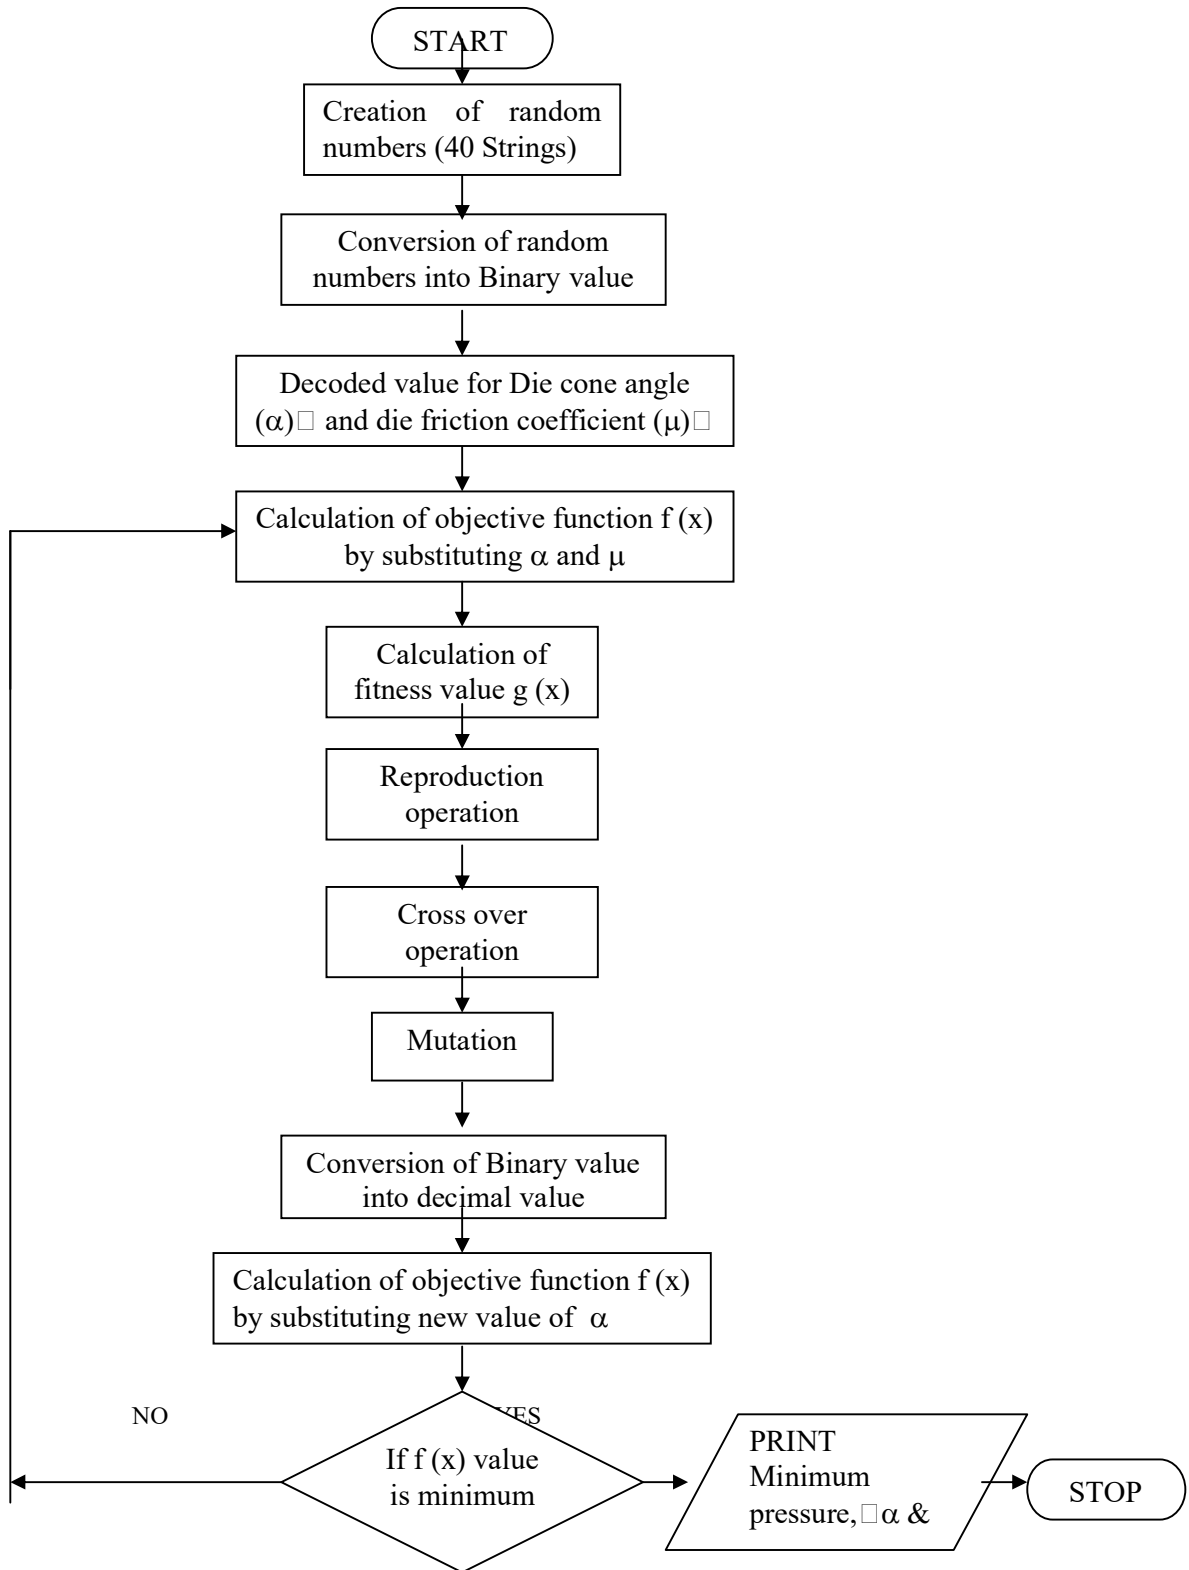 START
Creation of random
numbers (40 Strings)
Conversion of random
numbers into Binary value
Decoded value for Die cone angle
(α)□ and die friction coefficient (μ)□
Calculation of objective function f (x)
by substituting α and μ
Calculation of
fitness value g (x)
Reproduction
operation
Cross over
operation
Mutation
Conversion of Binary value
into decimal value
Calculation of objective function f (x)
by substituting new value of α
NO
YES
If f (x) value
is minimum
PRINT
Minimum
pressure,□α &
STOP